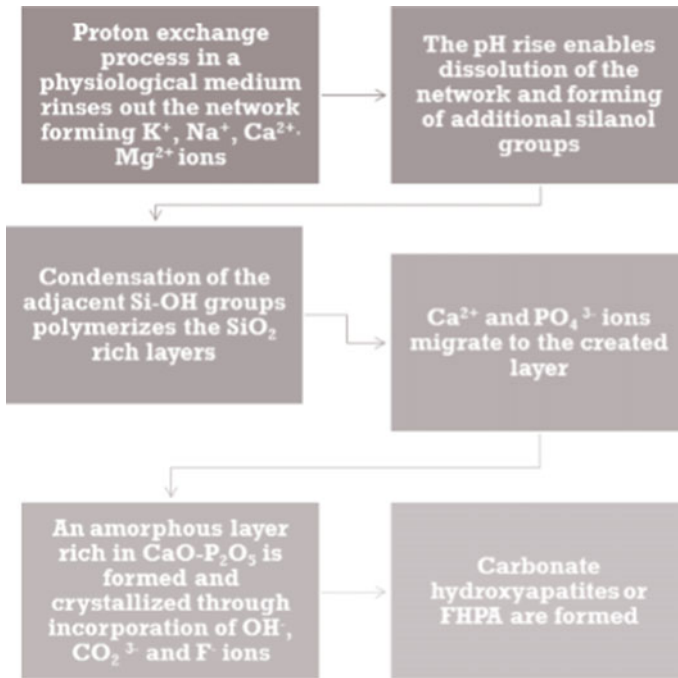 Proton exchange
process in a
physiological medium
rinses out the network
forming K⁺, Na⁺, Ca²⁺·
Mg²⁺ ions
The pH rise enables
dissolution of the
network and forming
of additional silanol
groups
Condensation of the
adjacent Si-OH groups
polymerizes the SiO₂
rich layers
Ca²⁺ and PO₄ ³⁻ ions
migrate to the created
layer
An amorphous layer
rich in CaO-P₂O₅ is
formed and
crystallized through
incorporation of OH⁻,
CO₂ ³⁻ and F⁻ ions
Carbonate
hydroxyapatites or
FHPA are formed